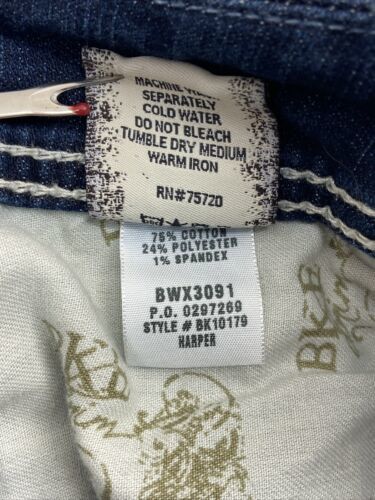 MACHINE WASH
SEPARATELY
COLD WATER
DO NOT BLEACH
TUMBLE DRY MEDIUM
WARM IRON
RN#75720
75% COTTON
24% POLYESTER
1% SPANDEX
BWX3091
P.O. 0297269
STYLE # BK10179
HARPER
BKE
BKE